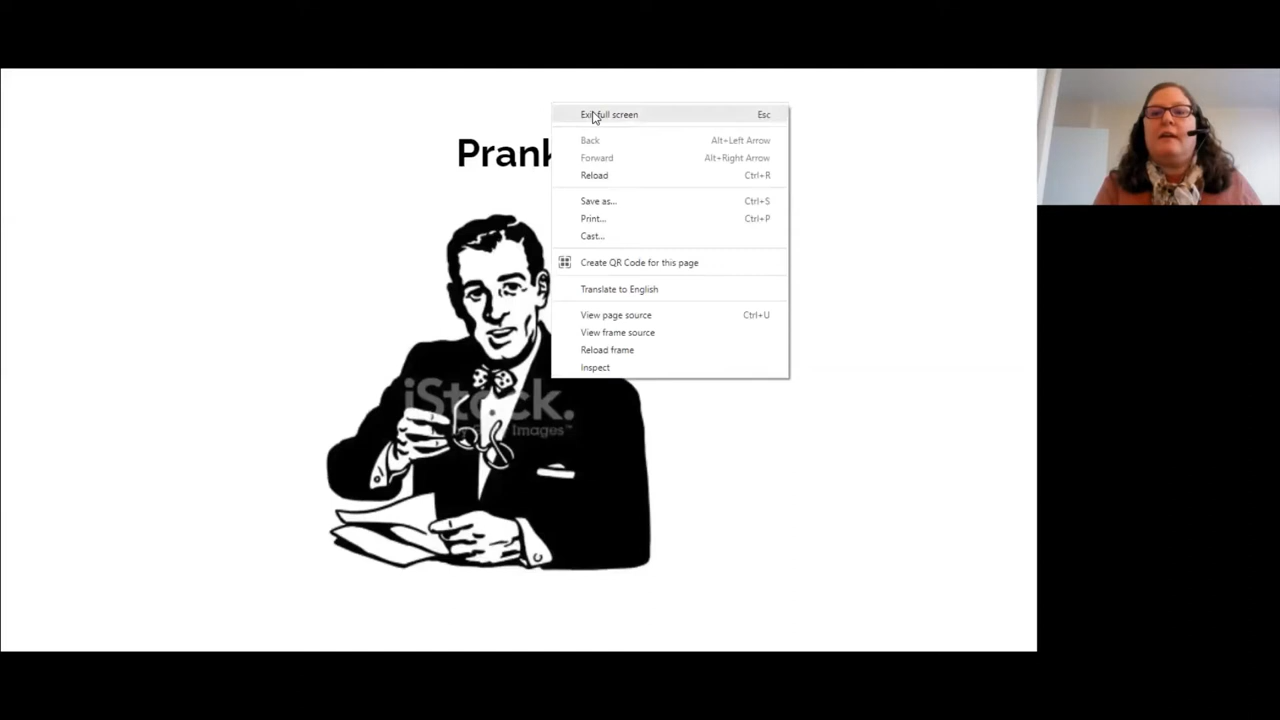 Exit full screen Esc
Back Alt+Left Arrow
Prank
Forward Alt+Right Arrow
Reload Ctrl+R
Save as... Ctrl+S
Print... Ctrl+P
Cast...
Create QR Code for this page
Translate to English
View page source Ctrl+U
View frame source
Reload frame
Inspect
iStock.
Images™